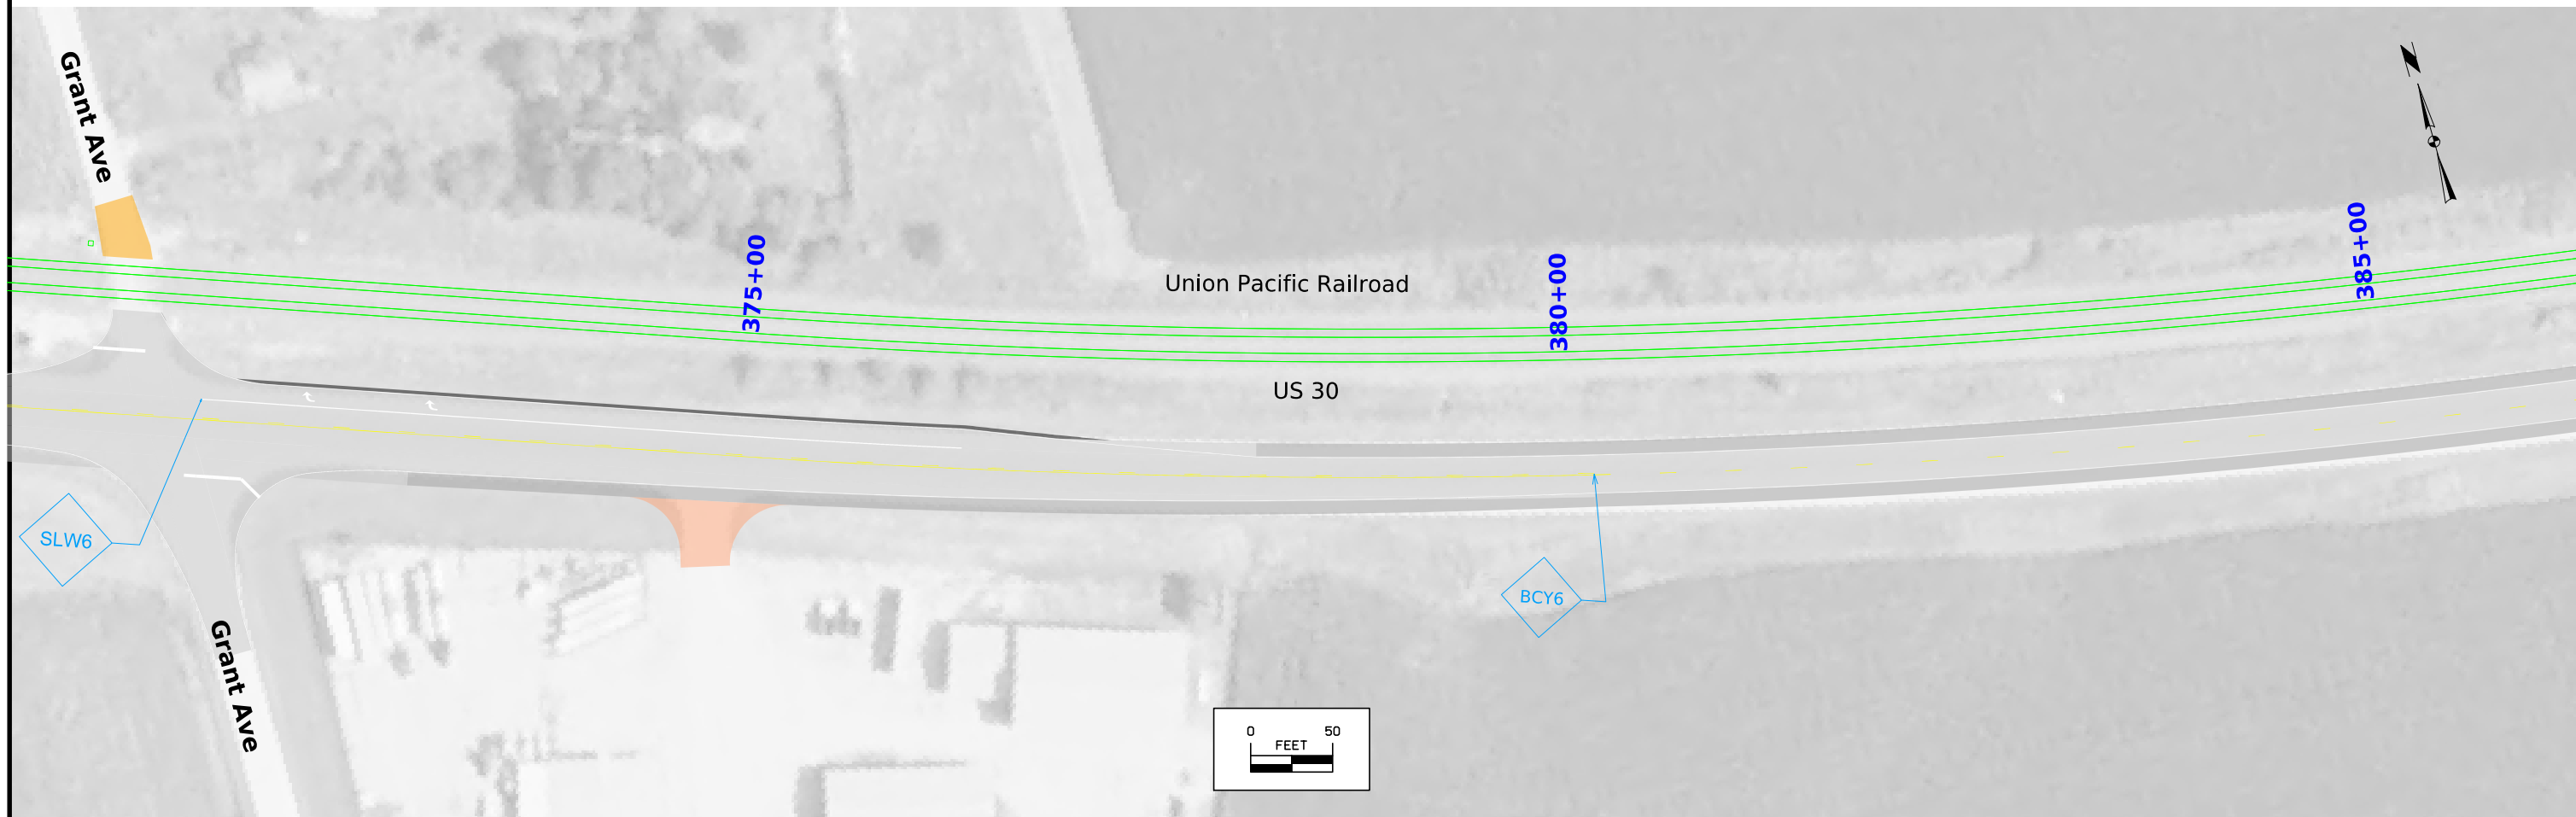 Grant Ave
N
375+00
Union Pacific Railroad
380+00
385+00
US 30
SLW6
BCY6
Grant Ave
0 50
FEET